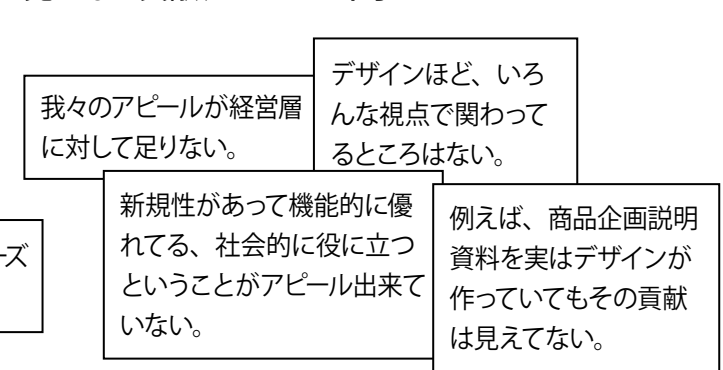 デザインほど、いろ
んな視点で関わって
るところはない。
我々のアピールが経営層
に対して足りない。
新規性があって機能的に優
れてる、社会的に役に立つ
ということがアピール出来て
いない。
例えば、商品企画説明
資料を実はデザインが
作っていてもその貢献
は見えてない。
ーズ